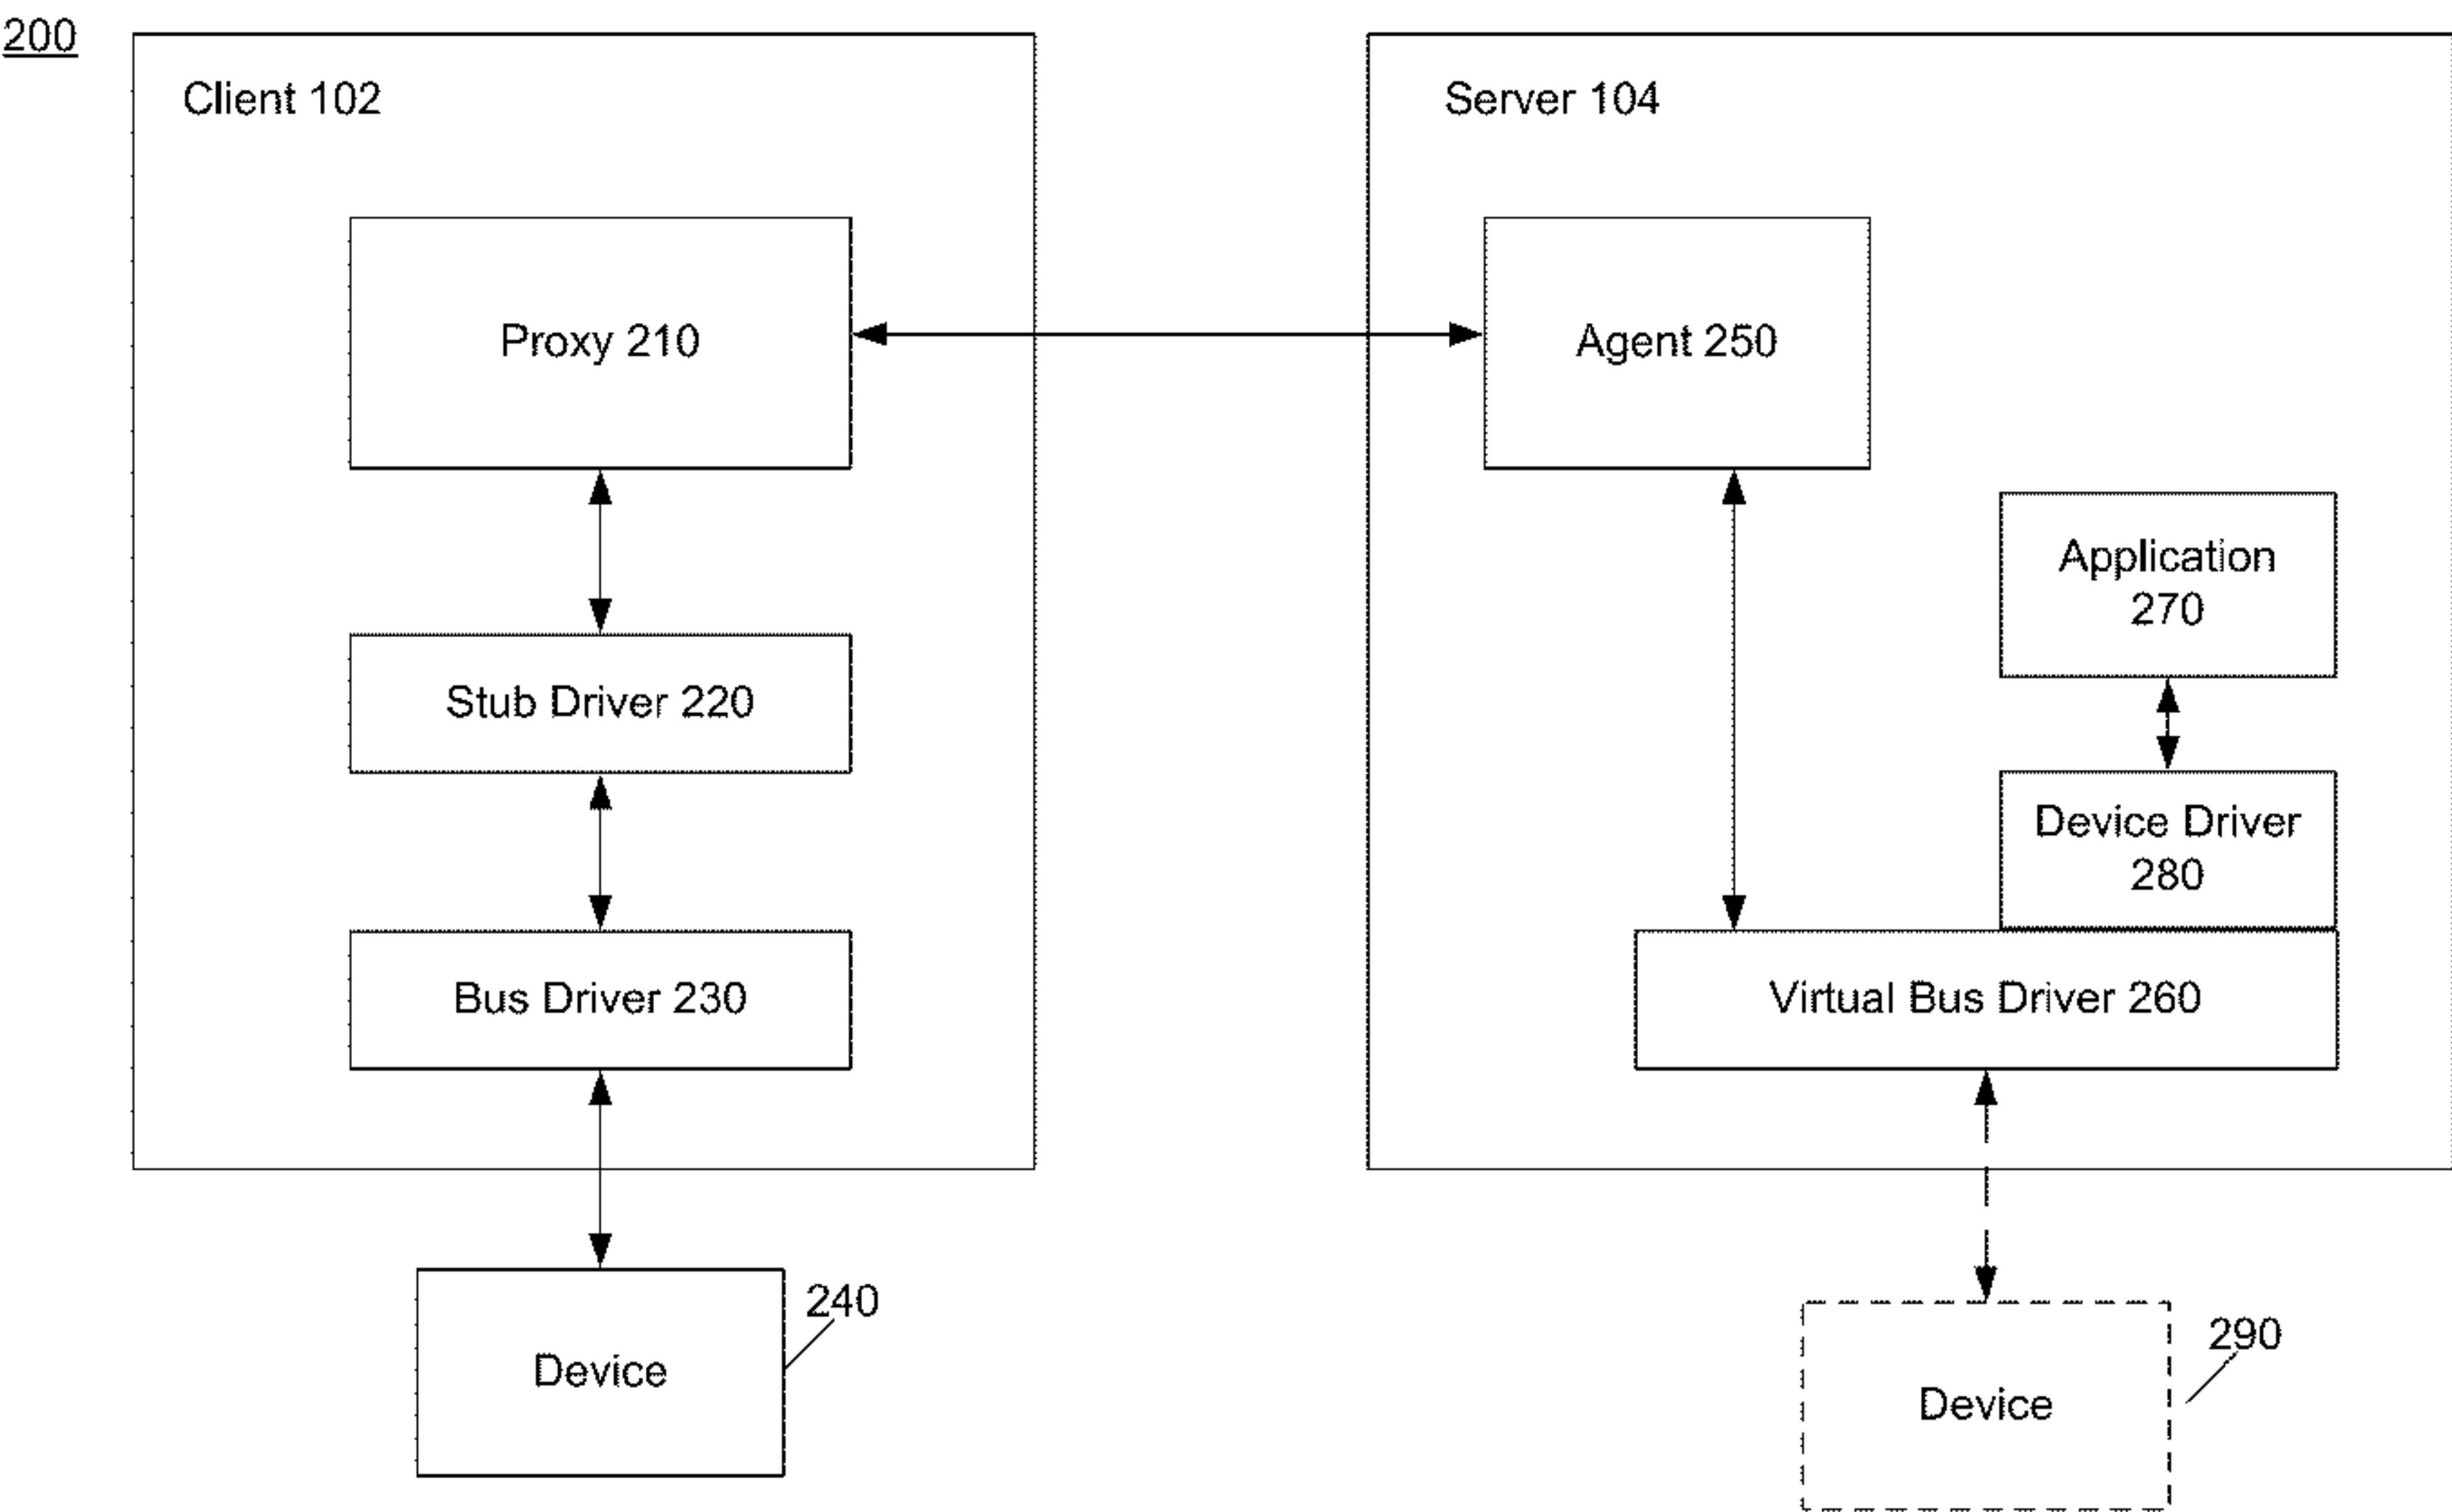 200
Client 102
Server 104
Proxy 210
Agent 250
Application
270
Stub Driver 220
Device Driver
280
Bus Driver 230
Virtual Bus Driver 260
240
Device
290
Device